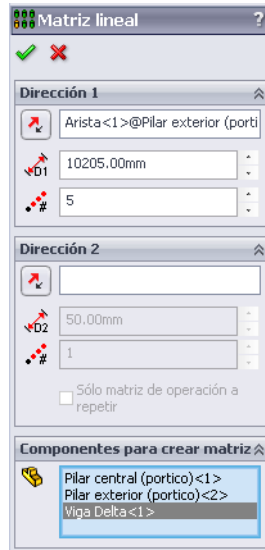 Matriz lineal ?
Dirección 1
Arista<1>@Pilar exterior (porti
D1 10205.00mm
# 5
Dirección 2
D2 50.00mm
# 1
Sólo matriz de operación a
repetir
Componentes para crear matriz
Pilar central (portico)<1>
Pilar exterior (portico)<2>
Viga Delta<1>